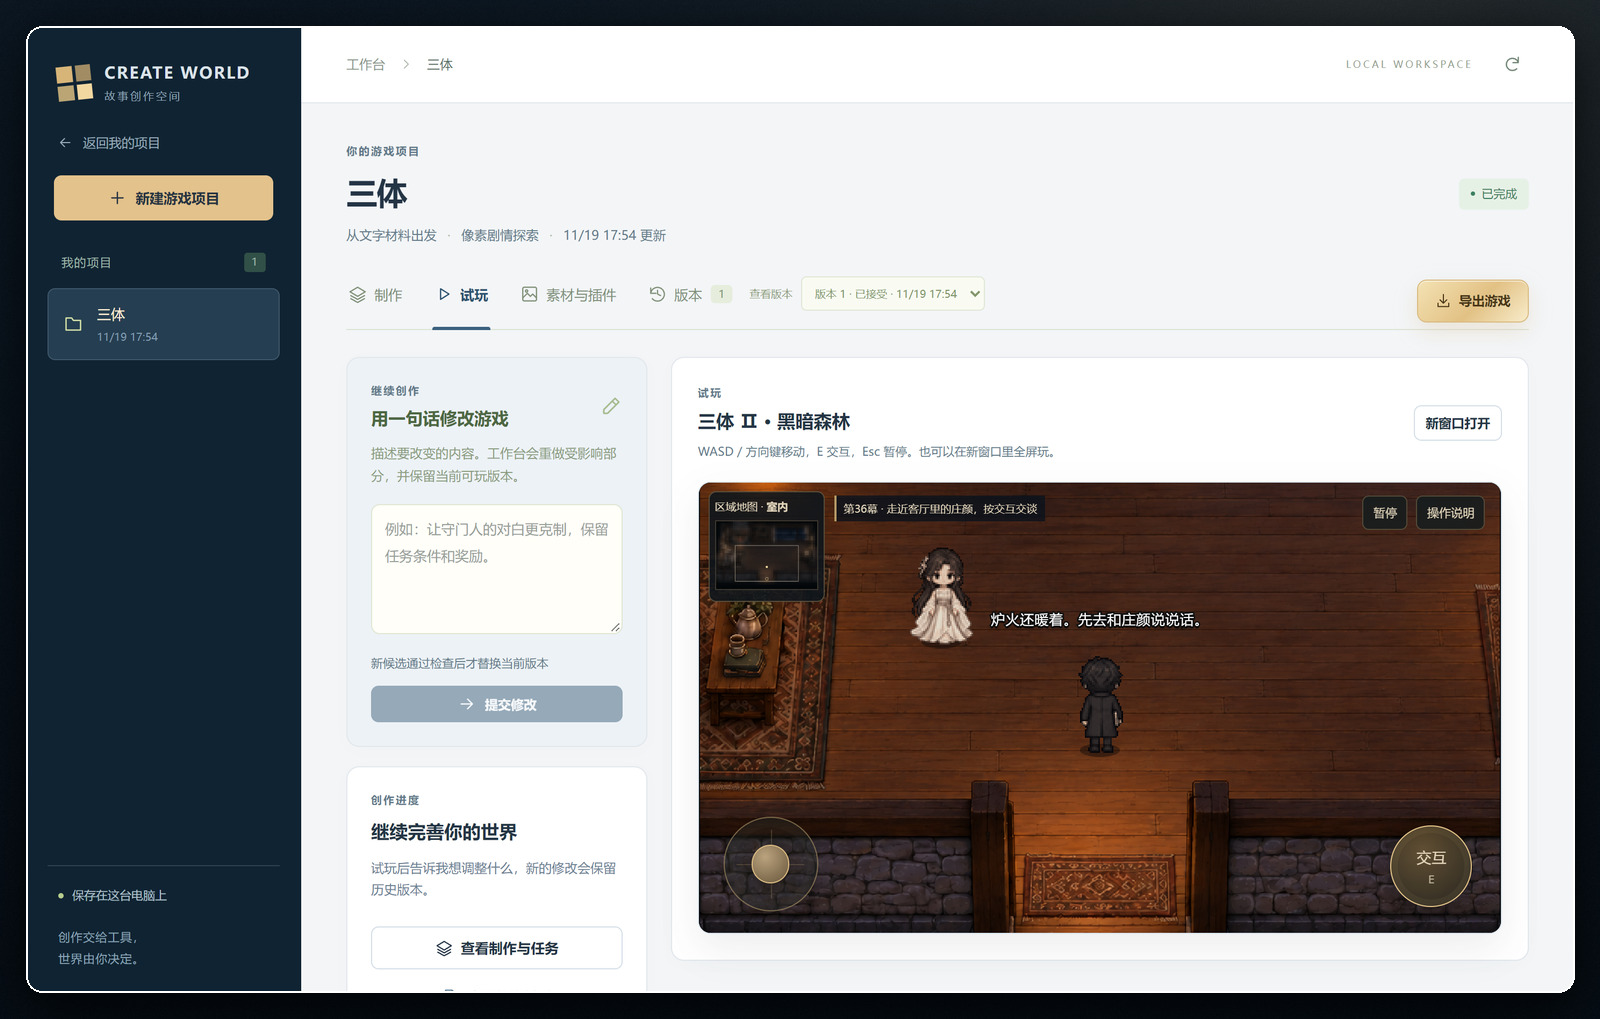 CREATE WORLD
故事创作空间
返回我的项目
新建游戏项目
我的项目
1
三体
11/19 17:54
保存在这台电脑上
创作交给工具，
世界由你决定。
工作台
三体
LOCAL WORKSPACE
你的游戏项目
三体
已完成
从文字材料出发 · 像素剧情探索 · 11/19 17:54 更新
制作
试玩
素材与插件
版本
1
查看版本
版本 1 · 已接受 · 11/19 17:54
导出游戏
继续创作
用一句话修改游戏
描述要改变的内容。工作台会重做受影响部
分，并保留当前可玩版本。
例如：让守门人的对白更克制，保留
任务条件和奖励。
新候选通过检查后才替换当前版本
提交修改
创作进度
继续完善你的世界
试玩后告诉我想调整什么，新的修改会保留
历史版本。
查看制作与任务
试玩
三体 Ⅱ · 黑暗森林
WASD / 方向键移动，E 交互，Esc 暂停。也可以在新窗口里全屏玩。
新窗口打开
区域地图 · 室内
第36幕 · 走近客厅里的庄颜，按交互交谈
暂停
操作说明
炉火还暖着。先去和庄颜说说话。
交互
E